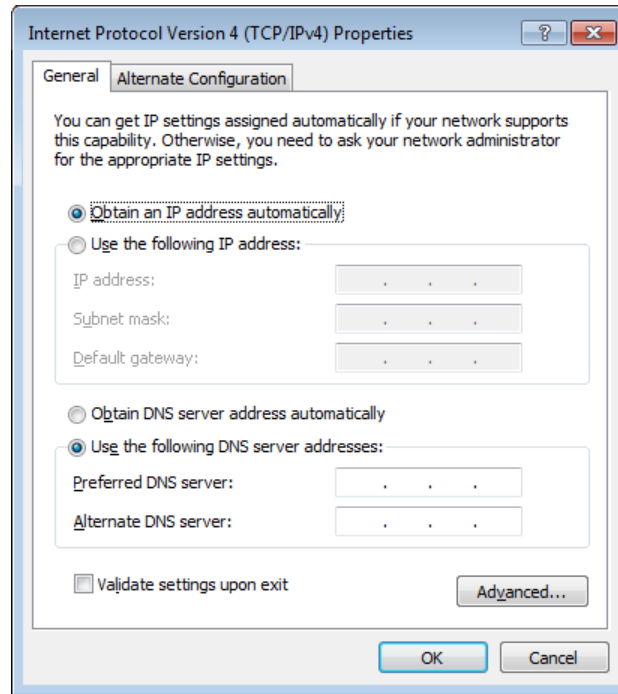 Internet Protocol Version 4 (TCP/IPv4) Properties
General
Alternate Configuration
You can get IP settings assigned automatically if your network supports
this capability. Otherwise, you need to ask your network administrator
for the appropriate IP settings.
Obtain an IP address automatically
Use the following IP address:
IP address:
Subnet mask:
Default gateway:
Obtain DNS server address automatically
Use the following DNS server addresses:
Preferred DNS server:
Alternate DNS server:
Validate settings upon exit
Advanced...
OK
Cancel